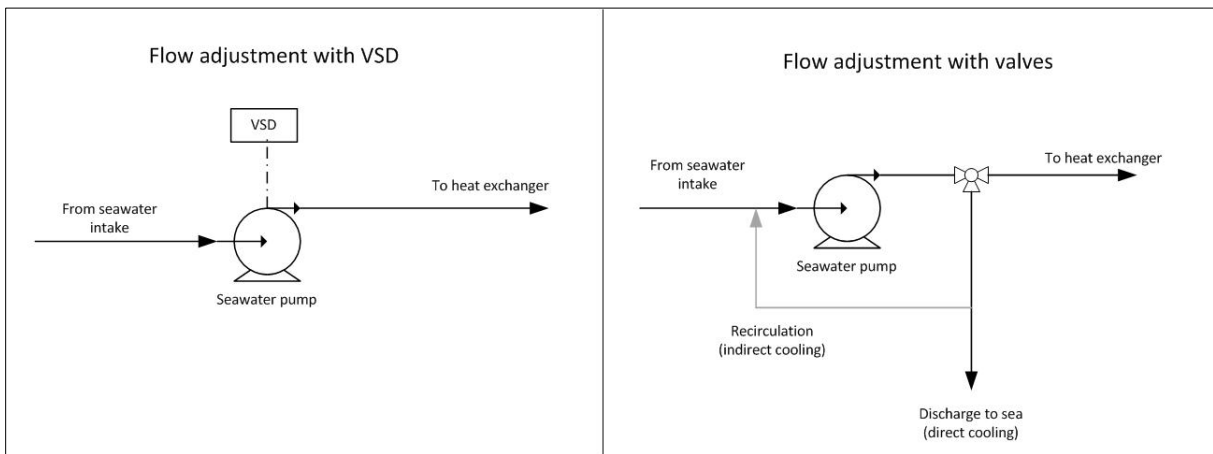 Flow adjustment with VSD
VSD
To heat exchanger
From seawater
intake
Seawater pump
Flow adjustment with valves
From seawater
intake
To heat exchanger
Seawater pump
Recirculation
(indirect cooling)
Discharge to sea
(direct cooling)